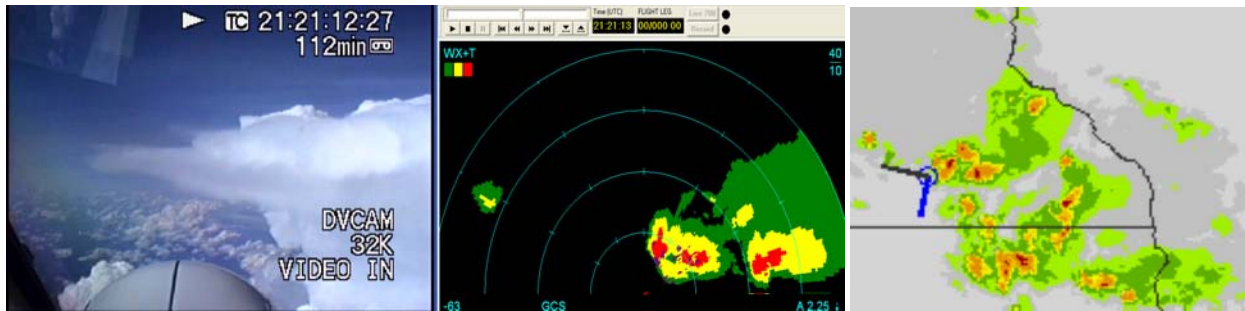 TC 21:21:12:27
112min
DVCAM
32K
VIDEO IN
Time (UTC) FLIGHT LEG
21:21:13 00/000 00
Record
WX+T
40
10
-63 GCS A 2.25